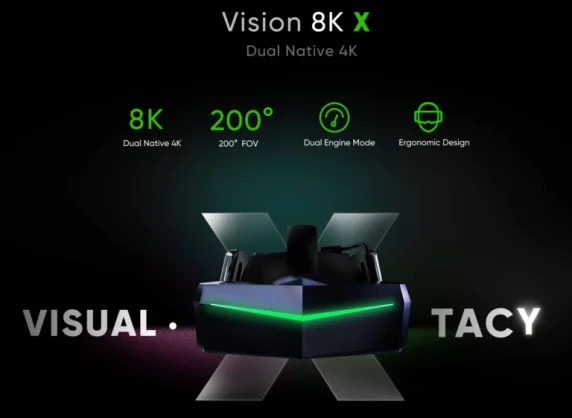 Vision 8K X
Dual Native 4K
8K
Dual Native 4K
200°
200° FOV
Dual Engine Mode
Ergonomic Design
VISUAL · X TACY